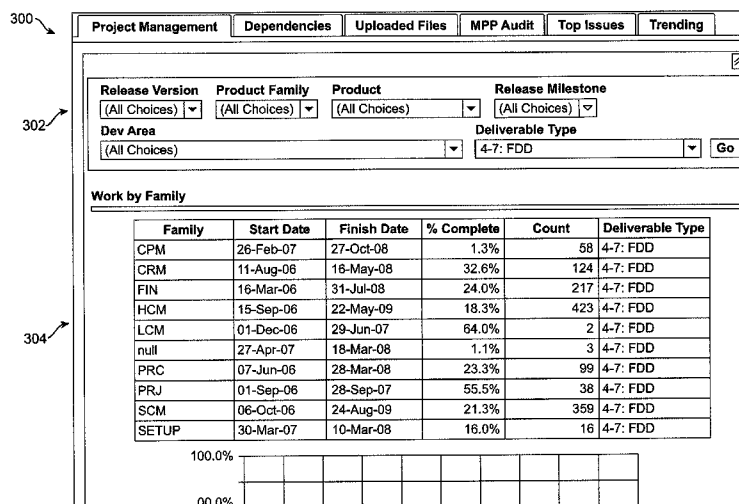 300
Project Management Dependencies Uploaded Files MPP Audit Top Issues Trending
302
Release Version Product Family Product Release Milestone
(All Choices) (All Choices) (All Choices) (All Choices)
Dev Area Deliverable Type
(All Choices) 4-7: FDD Go
Work by Family
304
Family Start Date Finish Date % Complete Count Deliverable Type
CPM 26-Feb-07 27-Oct-08 1.3% 58 4-7: FDD
CRM 11-Aug-06 16-May-08 32.6% 124 4-7: FDD
FIN 16-Mar-06 31-Jul-08 24.0% 217 4-7: FDD
HCM 15-Sep-06 22-May-09 18.3% 423 4-7: FDD
LCM 01-Dec-06 29-Jun-07 64.0% 2 4-7: FDD
null 27-Apr-07 18-Mar-08 1.1% 3 4-7: FDD
PRC 07-Jun-06 28-Mar-08 23.3% 99 4-7: FDD
PRJ 01-Sep-06 28-Sep-07 55.5% 38 4-7: FDD
SCM 06-Oct-06 24-Aug-09 21.3% 359 4-7: FDD
SETUP 30-Mar-07 10-Mar-08 16.0% 16 4-7: FDD
100.0%